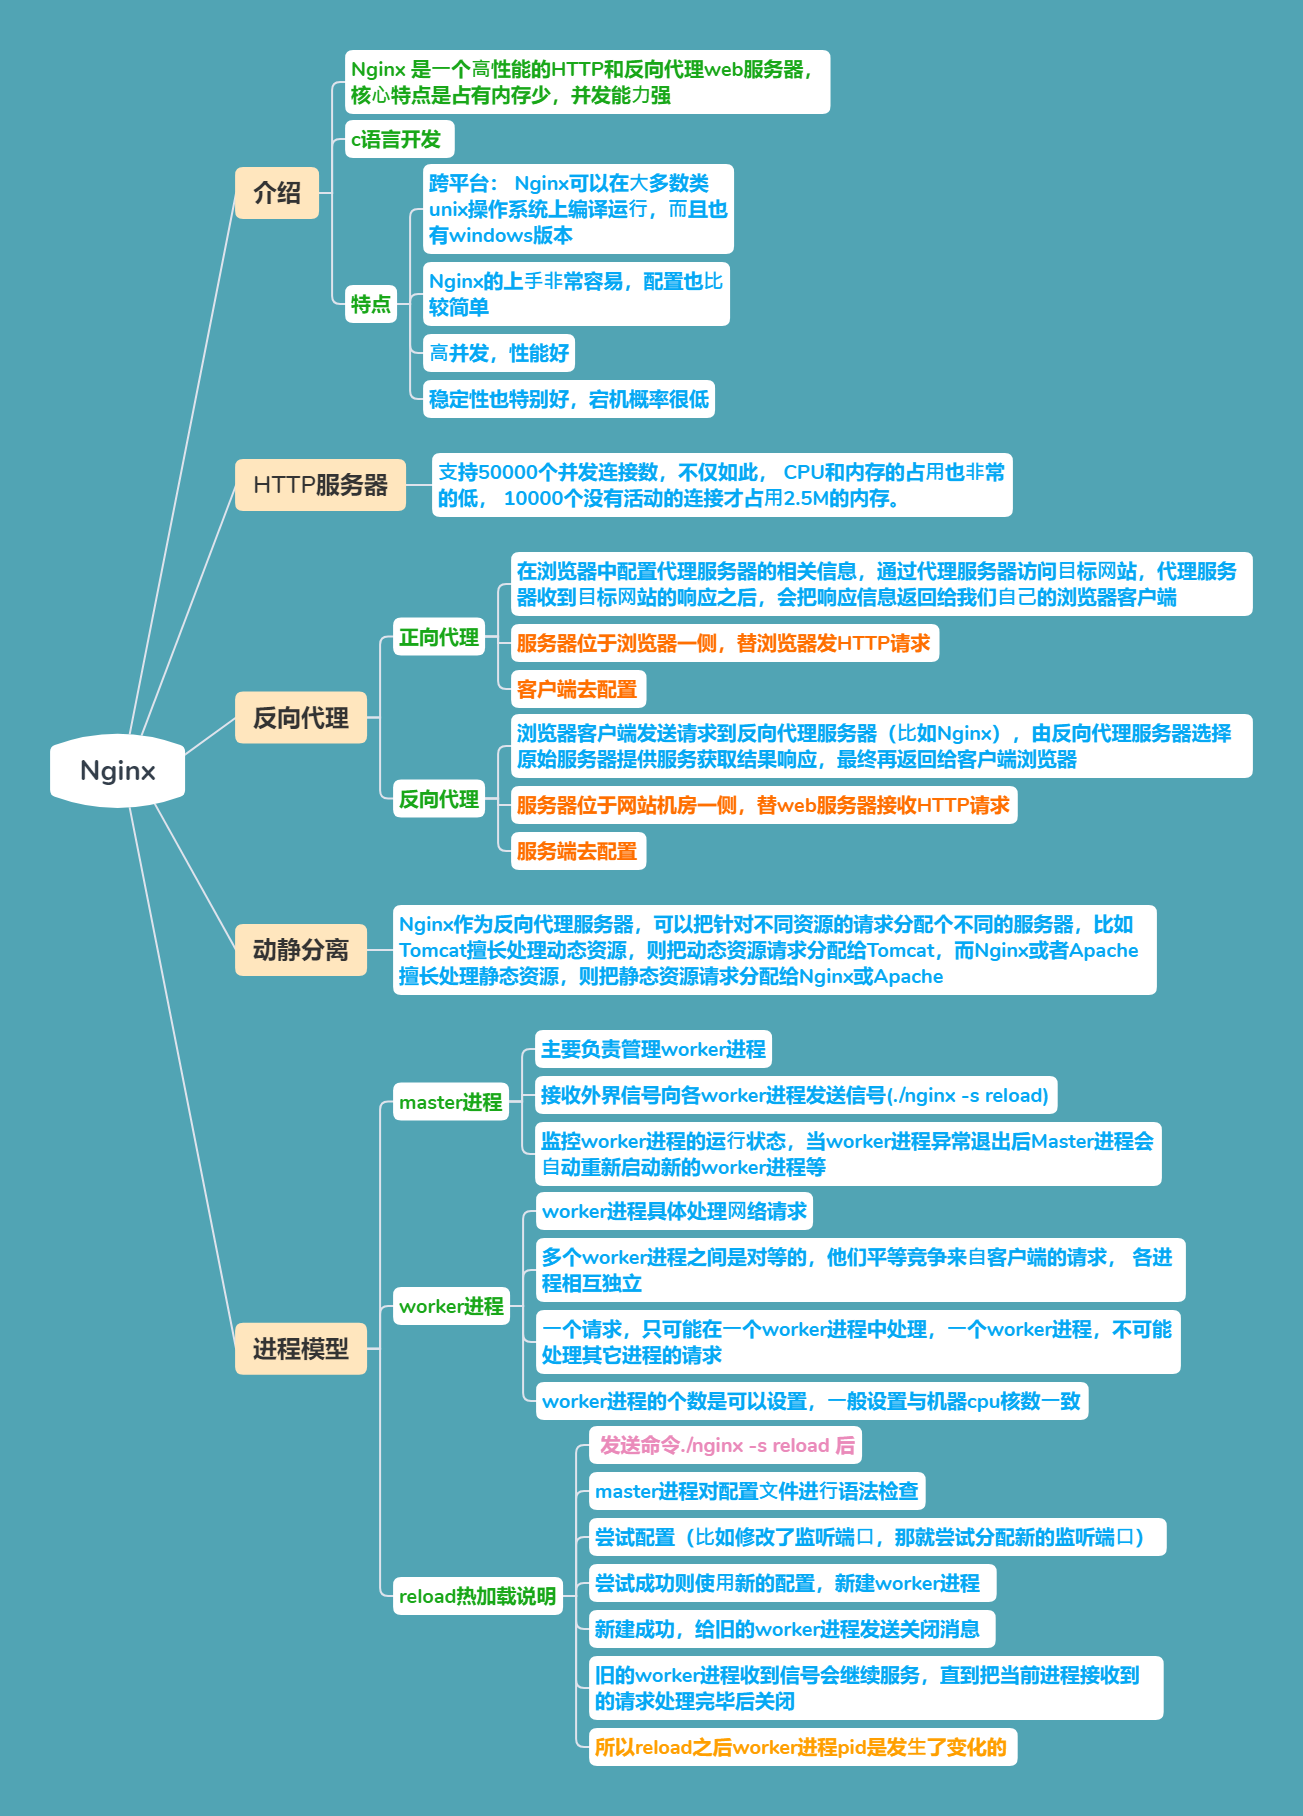 Nginx
介绍
Nginx 是一个高性能的HTTP和反向代理web服务器，
核心特点是占有内存少，并发能力强
c语言开发
特点
跨平台： Nginx可以在大多数类
unix操作系统上编译运行，而且也
有windows版本
Nginx的上手非常容易，配置也比
较简单
高并发，性能好
稳定性也特别好，宕机概率很低
HTTP服务器
支持50000个并发连接数，不仅如此， CPU和内存的占用也非常
的低， 10000个没有活动的连接才占用2.5M的内存。
反向代理
正向代理
在浏览器中配置代理服务器的相关信息，通过代理服务器访问目标网站，代理服务
器收到目标网站的响应之后，会把响应信息返回给我们自己的浏览器客户端
服务器位于浏览器一侧，替浏览器发HTTP请求
客户端去配置
反向代理
浏览器客户端发送请求到反向代理服务器（比如Nginx），由反向代理服务器选择
原始服务器提供服务获取结果响应，最终再返回给客户端浏览器
服务器位于网站机房一侧，替web服务器接收HTTP请求
服务端去配置
动静分离
Nginx作为反向代理服务器，可以把针对不同资源的请求分配个不同的服务器，比如
Tomcat擅长处理动态资源，则把动态资源请求分配给Tomcat，而Nginx或者Apache
擅长处理静态资源，则把静态资源请求分配给Nginx或Apache
进程模型
master进程
主要负责管理worker进程
接收外界信号向各worker进程发送信号(./nginx -s reload)
监控worker进程的运行状态，当worker进程异常退出后Master进程会
自动重新启动新的worker进程等
worker进程
worker进程具体处理网络请求
多个worker进程之间是对等的，他们平等竞争来自客户端的请求， 各进
程相互独立
一个请求，只可能在一个worker进程中处理，一个worker进程，不可能
处理其它进程的请求
worker进程的个数是可以设置，一般设置与机器cpu核数一致
reload热加载说明
发送命令./nginx -s reload 后
master进程对配置文件进行语法检查
尝试配置（比如修改了监听端口，那就尝试分配新的监听端口）
尝试成功则使用新的配置，新建worker进程
新建成功，给旧的worker进程发送关闭消息
旧的worker进程收到信号会继续服务，直到把当前进程接收到
的请求处理完毕后关闭
所以reload之后worker进程pid是发生了变化的